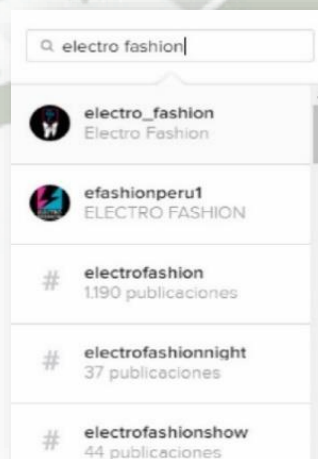 electro fashion
electro_fashion
Electro Fashion
efashionperu1
ELECTRO FASHION
# electrofashion
1.190 publicaciones
# electrofashionnight
37 publicaciones
# electrofashionshow
44 publicaciones